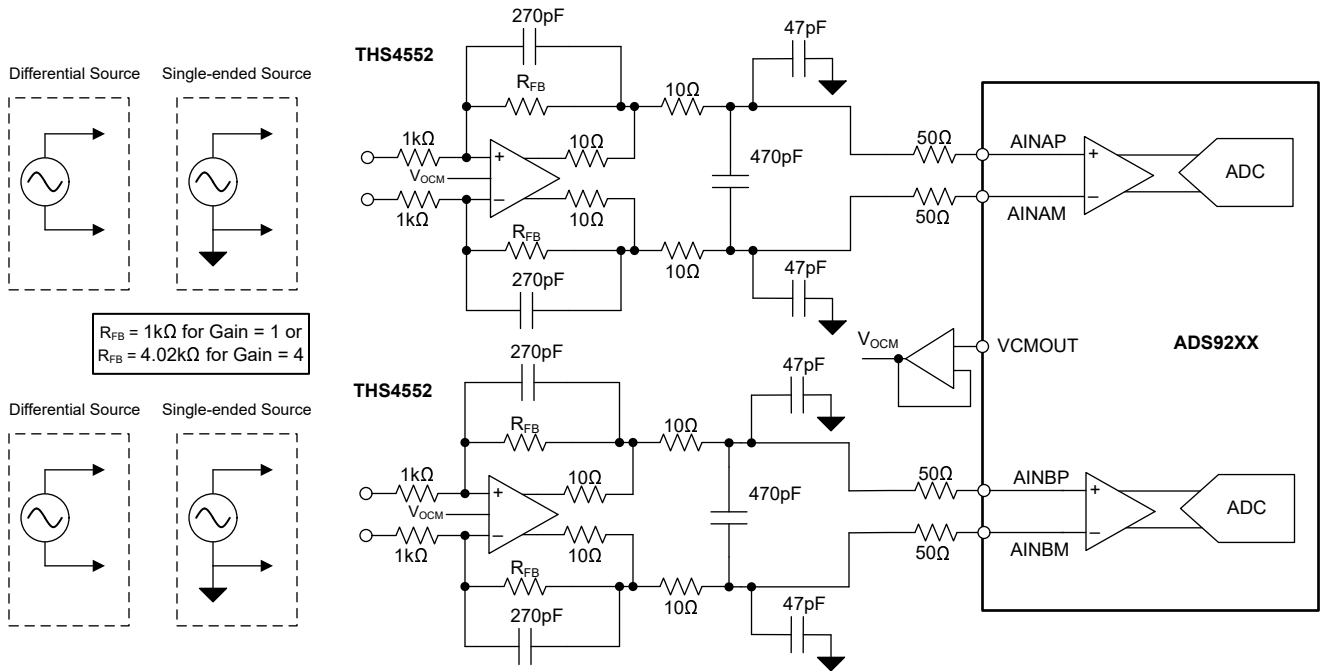 270pF
47pF
THS4552
Differential Source
Single-ended Source
RFB
10Ω
1kΩ
10Ω
50Ω
AINAP
+
+
VOCM
470pF
ADC
−
−
AINAM
1kΩ
10Ω
50Ω
RFB
10Ω
47pF
270pF
RFB = 1kΩ for Gain = 1 or
RFB = 4.02kΩ for Gain = 4
VOCM
VCMOUT
ADS92XX
270pF
47pF
THS4552
Differential Source
Single-ended Source
RFB
10Ω
1kΩ
10Ω
50Ω
AINBP
+
+
VOCM
470pF
ADC
−
−
AINBM
1kΩ
10Ω
50Ω
RFB
10Ω
47pF
270pF